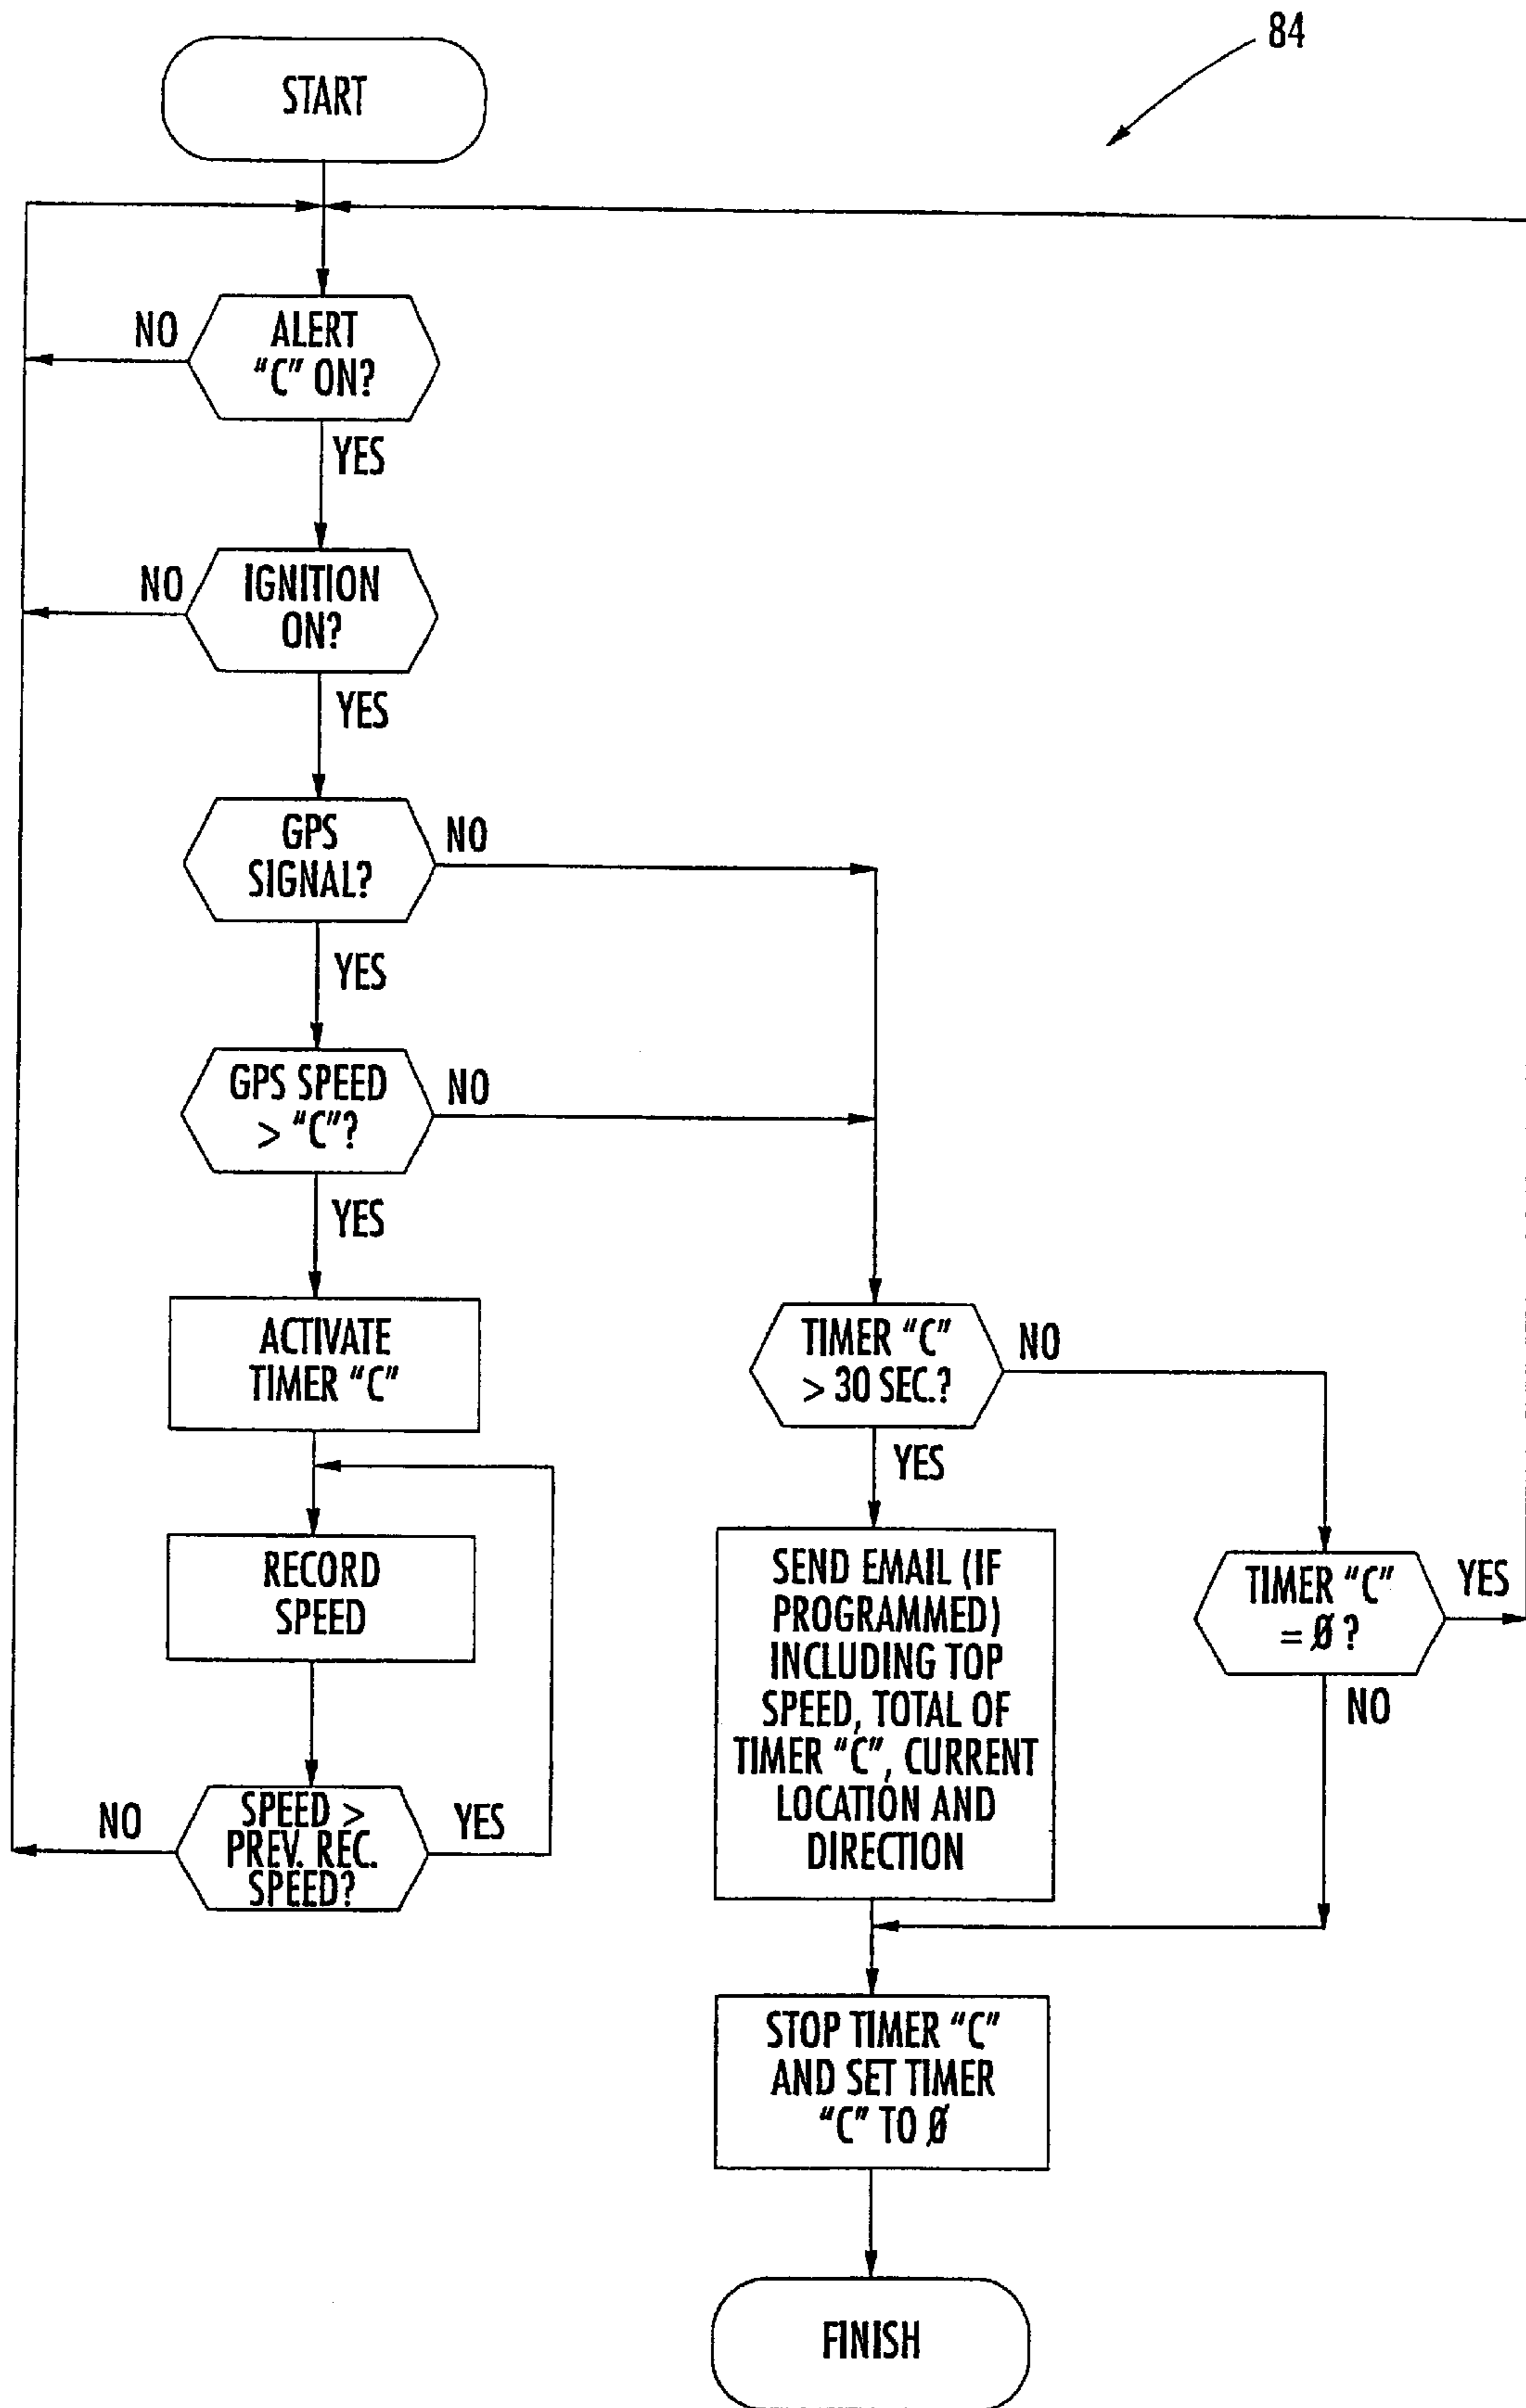 84
START
ALERT
"C" ON?
NO
YES
IGNITION
ON?
NO
YES
GPS
SIGNAL?
NO
YES
GPS SPEED
> "C"?
NO
YES
ACTIVATE
TIMER "C"
RECORD
SPEED
SPEED >
PREV. REC.
SPEED?
NO
YES
TIMER "C"
> 30 SEC.?
NO
YES
SEND EMAIL (IF
PROGRAMMED)
INCLUDING TOP
SPEED, TOTAL OF
TIMER "C", CURRENT
LOCATION AND
DIRECTION
TIMER "C"
= Ø ?
YES
NO
STOP TIMER "C"
AND SET TIMER
"C" TO Ø
FINISH